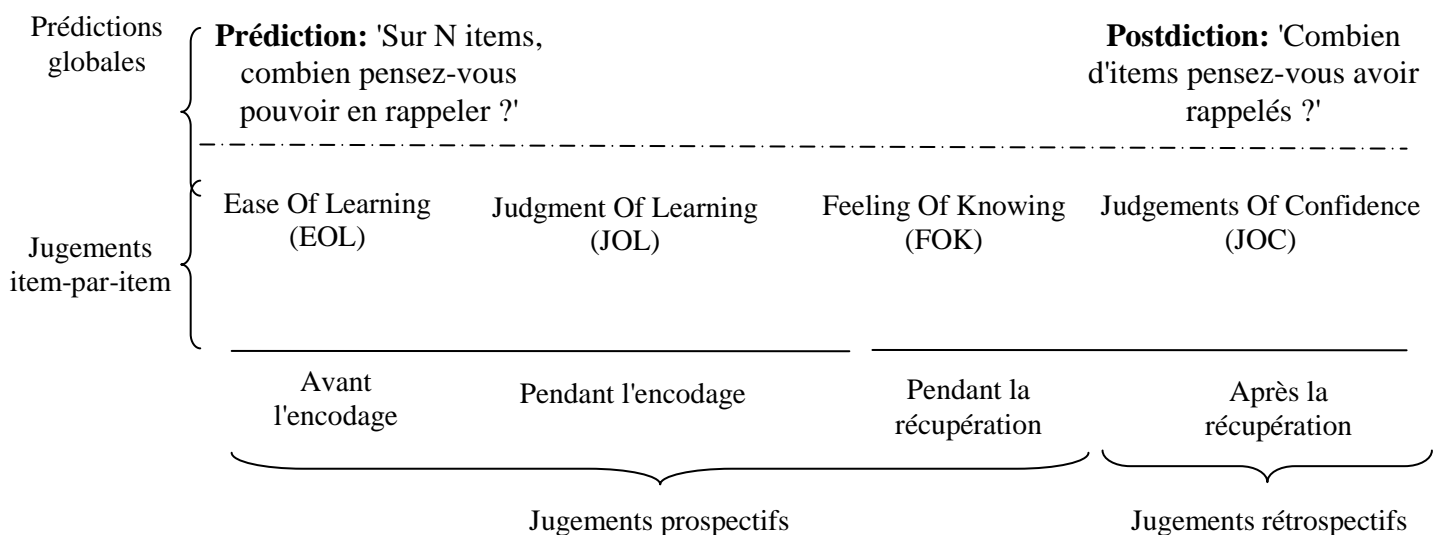 Prédictions
globales
Prédiction: 'Sur N items,
combien pensez-vous
pouvoir en rappeler ?'
Postdiction: 'Combien
d'items pensez-vous avoir
rappelés ?'
Jugements
item-par-item
Ease Of Learning
(EOL)
Judgment Of Learning
(JOL)
Feeling Of Knowing
(FOK)
Judgements Of Confidence
(JOC)
Avant
l'encodage
Pendant l'encodage
Pendant la
récupération
Après la
récupération
Jugements prospectifs
Jugements rétrospectifs